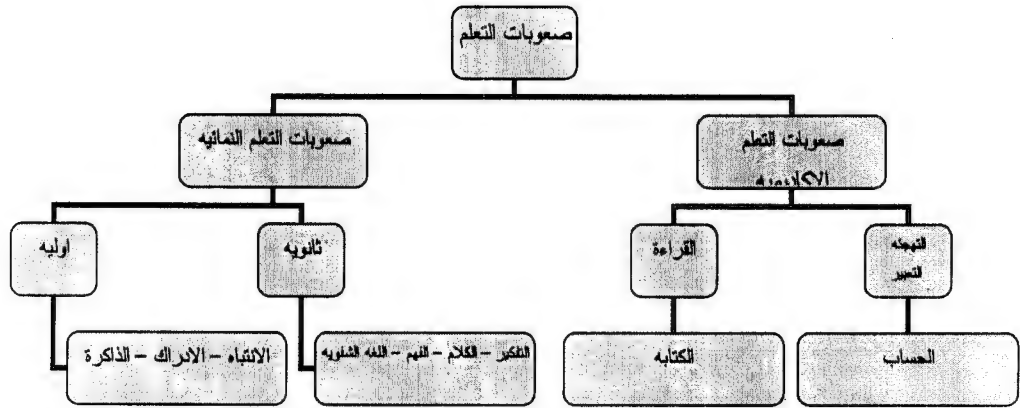 صعوبات التعلم
صعوبات التعلم
الاكاديميه
صعوبات التعلم النمائيه
التهجئه
التعبير
القراءة
ثانويه
اوليه
الحساب
الكتابه
التفكير – الكلام – الفهم – اللغه الشفويه
الانتباه – الادراك – الذاكرة